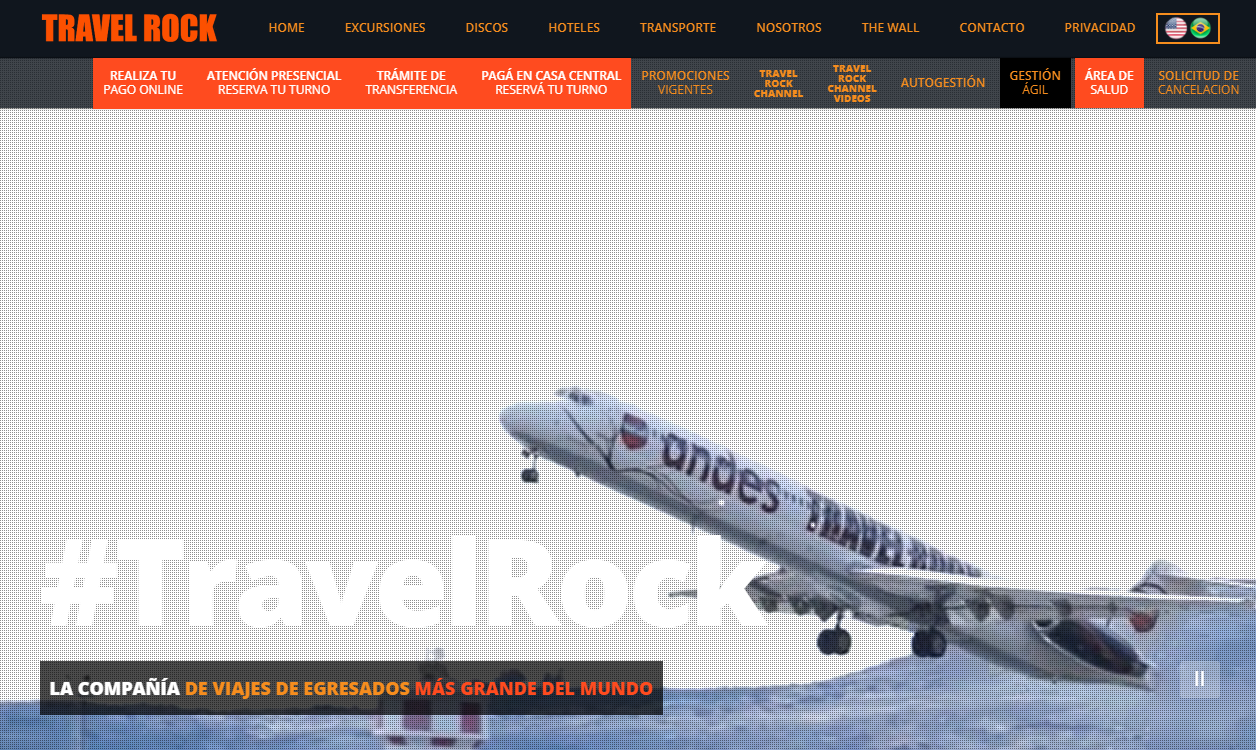 TRAVEL ROCK
HOME EXCURSIONES DISCOS HOTELES TRANSPORTE NOSOTROS THE WALL CONTACTO PRIVACIDAD
REALIZA TU
PAGO ONLINE
ATENCIÓN PRESENCIAL
RESERVA TU TURNO
TRÁMITE DE
TRANSFERENCIA
PAGÁ EN CASA CENTRAL
RESERVÁ TU TURNO
PROMOCIONES
VIGENTES
TRAVEL
ROCK
CHANNEL
TRAVEL
ROCK
CHANNEL
VIDEOS
AUTOGESTIÓN
GESTIÓN
ÁGIL
ÁREA DE
SALUD
SOLICITUD DE
CANCELACION
andes TRAVEL ROCK
#TravelRock
LA COMPAÑÍA DE VIAJES DE EGRESADOS MÁS GRANDE DEL MUNDO